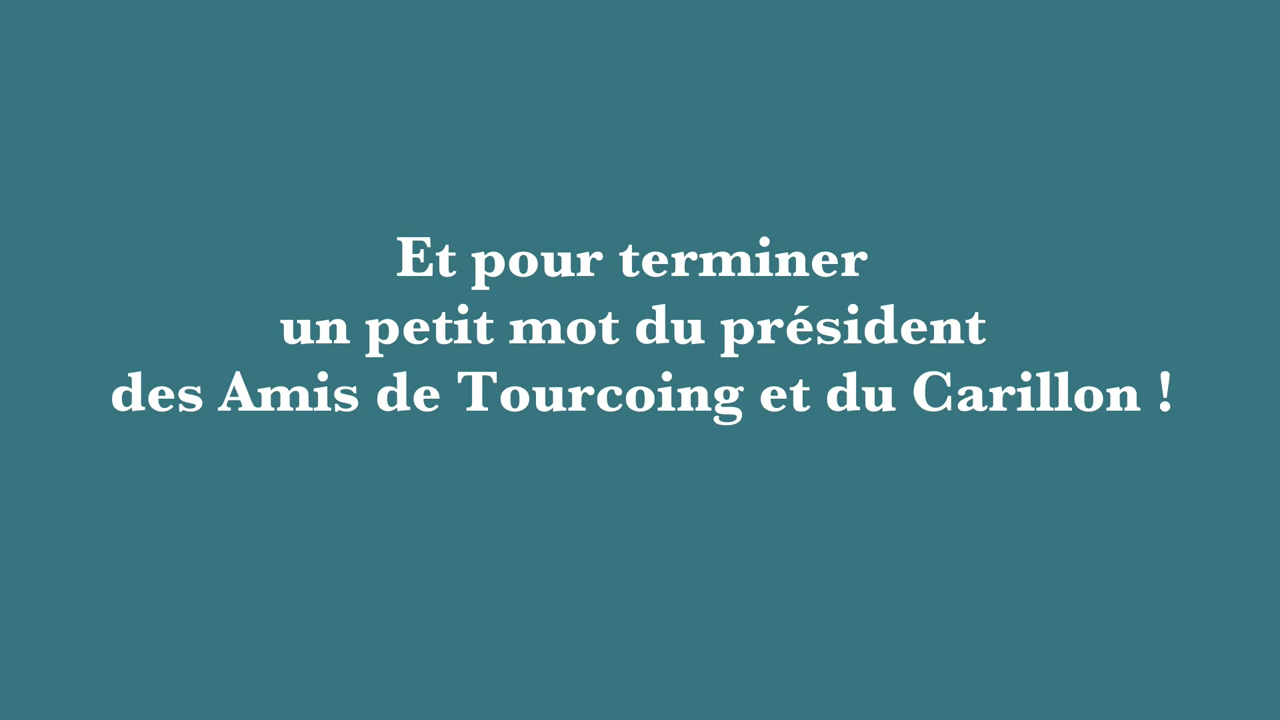 Et pour terminer
un petit mot du président
des Amis de Tourcoing et du Carillon !